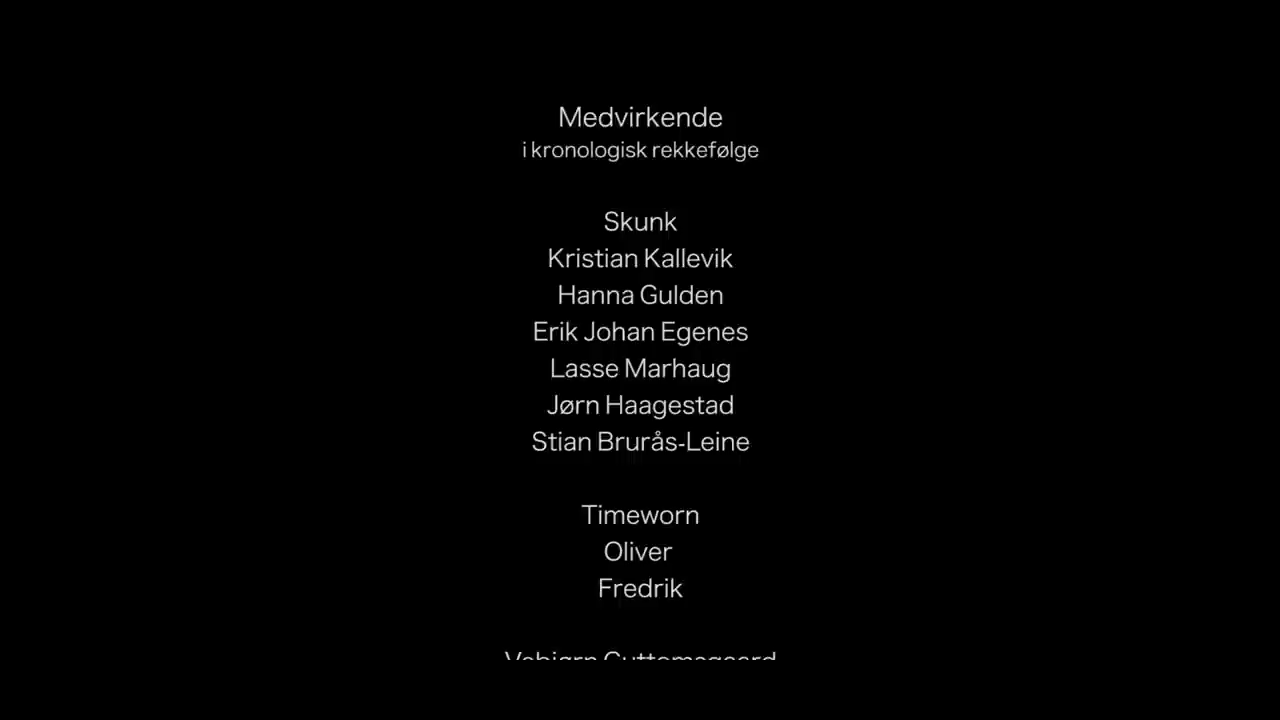 Medvirkende
i kronologisk rekkefølge
Skunk
Kristian Kallevik
Hanna Gulden
Erik Johan Egenes
Lasse Marhaug
Jørn Haagestad
Stian Brurås-Leine
Timeworn
Oliver
Fredrik